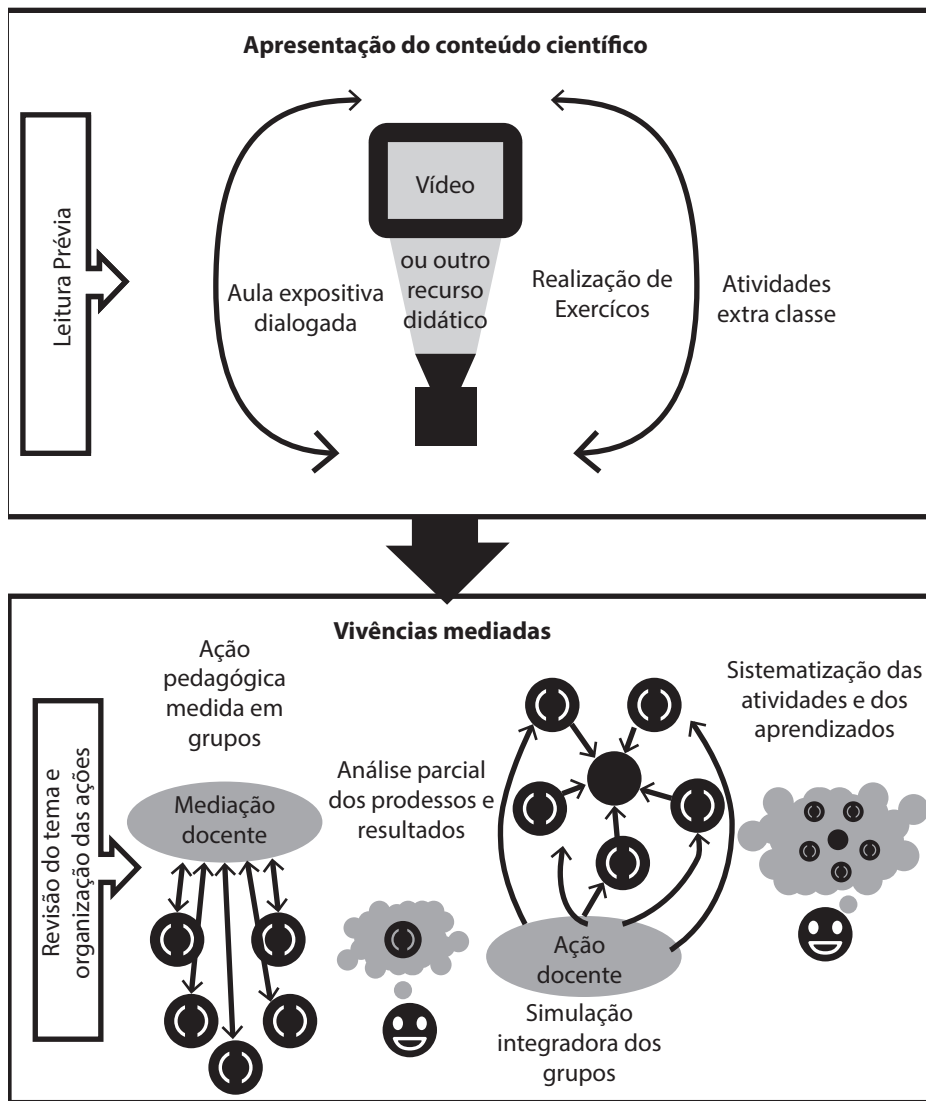 Apresentação do conteúdo científico
Leitura Prévia
Aula expositiva
dialogada
Vídeo
ou outro
recurso
didático
Realização de
Exercícos
Atividades
extra classe
Vivências mediadas
Revisão do tema e
organização das ações
Ação
pedagógica
medida em
grupos
Mediação
docente
Análise parcial
dos prodessos e
resultados
Ação
docente
Simulação
integradora dos
grupos
Sistematização das
atividades e dos
aprendizados